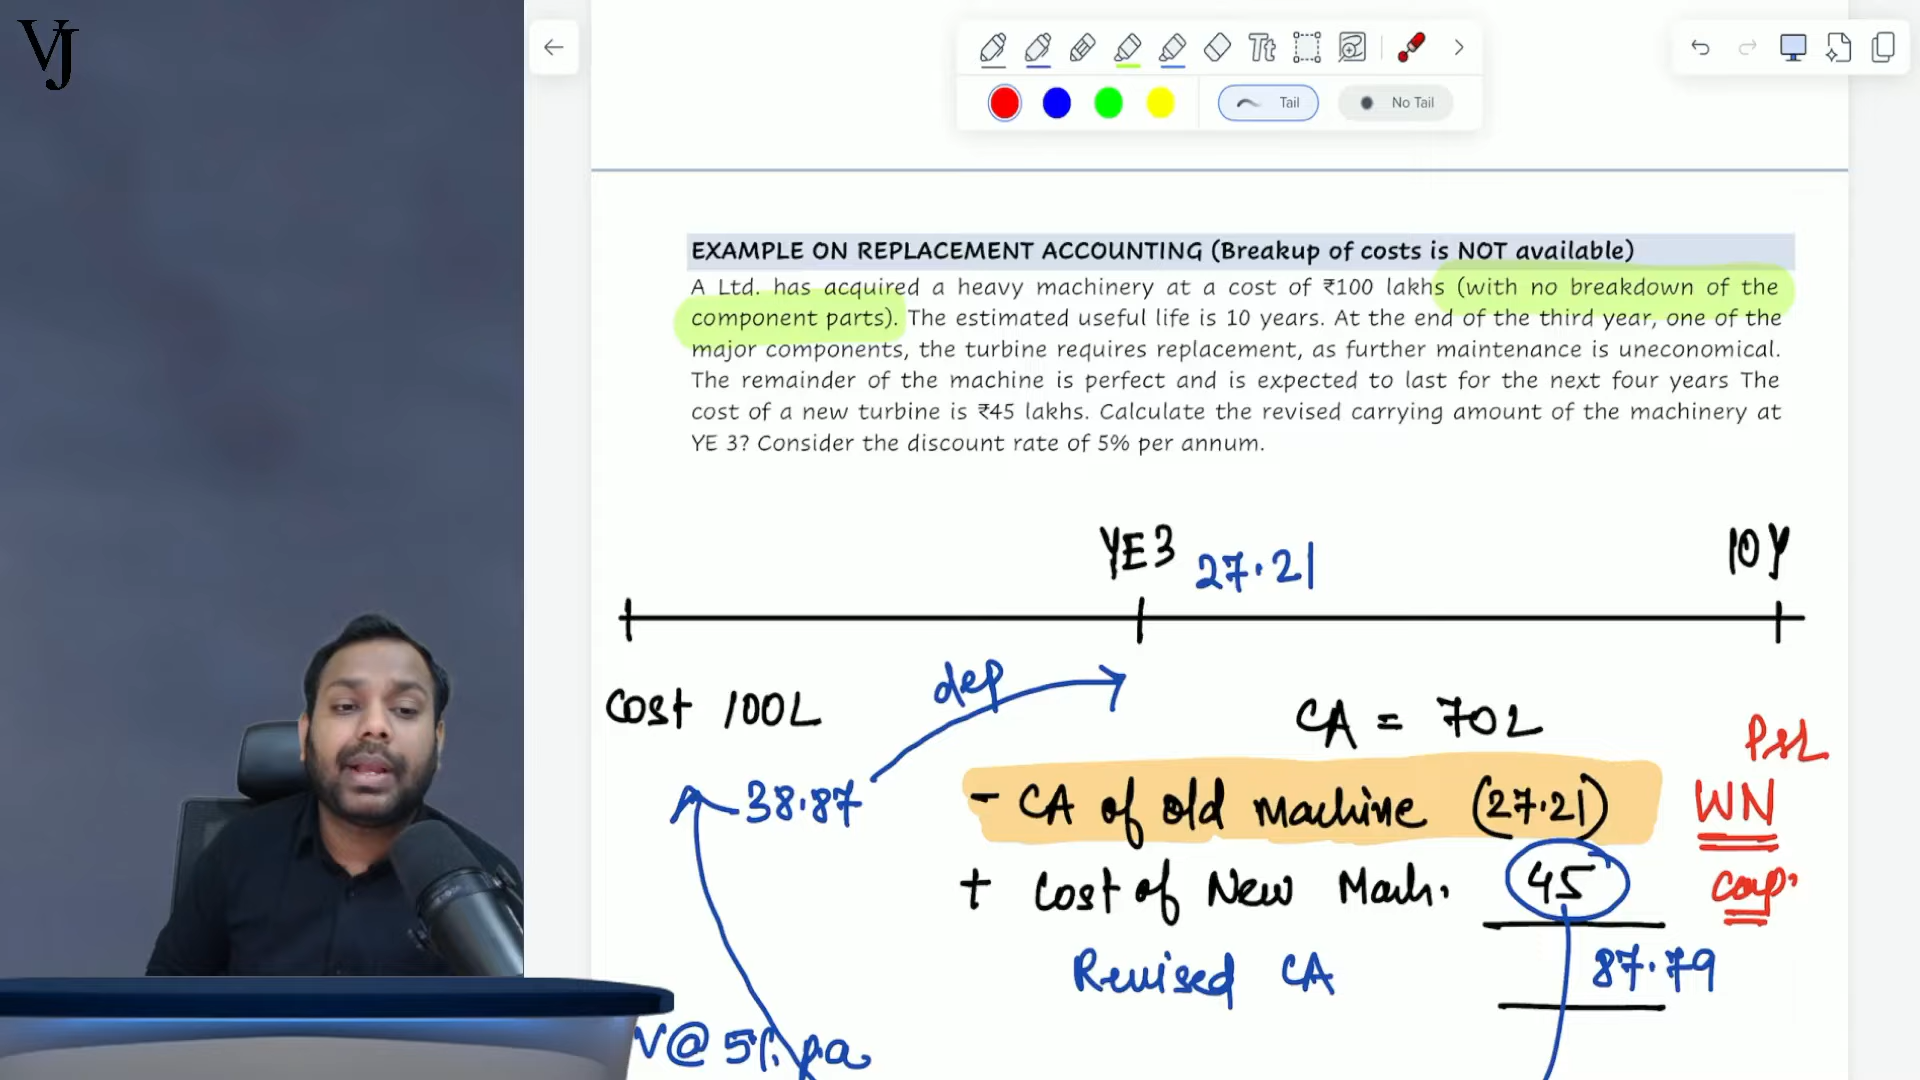 VJ
Tt
Tail
No Tail
EXAMPLE ON REPLACEMENT ACCOUNTING (Breakup of costs is NOT available)
A Ltd. has acquired a heavy machinery at a cost of ₹100 lakhs (with no breakdown of the
component parts). The estimated useful life is 10 years. At the end of the third year, one of the
major components, the turbine requires replacement, as further maintenance is uneconomical.
The remainder of the machine is perfect and is expected to last for the next four years The
cost of a new turbine is ₹45 lakhs. Calculate the revised carrying amount of the machinery at
YE 3? Consider the discount rate of 5% per annum.
YE3 27.21 10Y
dep
Cost 100L CA = 70L
P&L
38.87 - CA of old Machine (27.21) WN
+ Cost of New Mach. 45 cap.
Revised CA 87.79
V@ 5% p.a